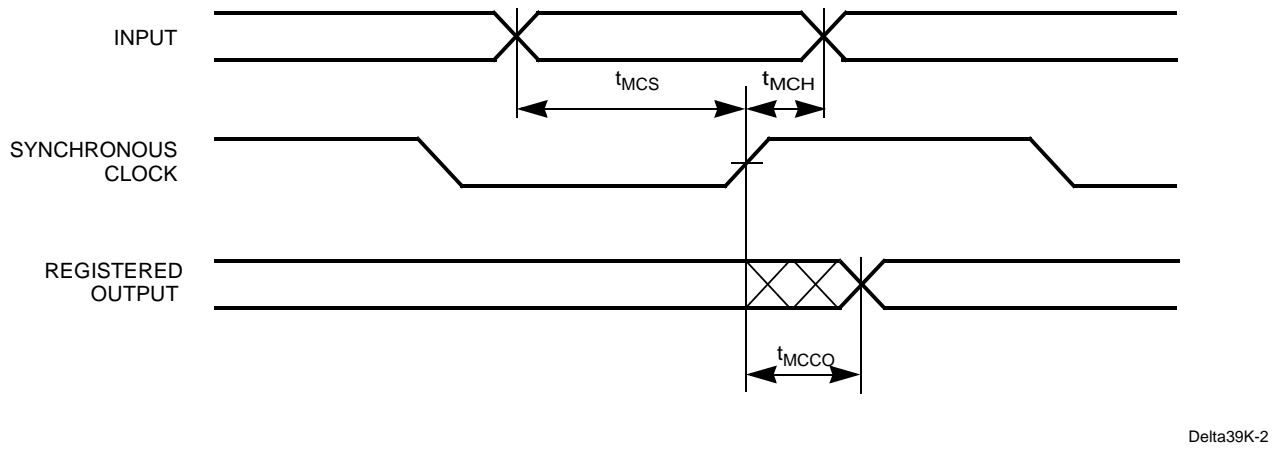 INPUT
tMCS
tMCH
SYNCHRONOUS
CLOCK
REGISTERED
OUTPUT
tMCCO
Delta39K-2